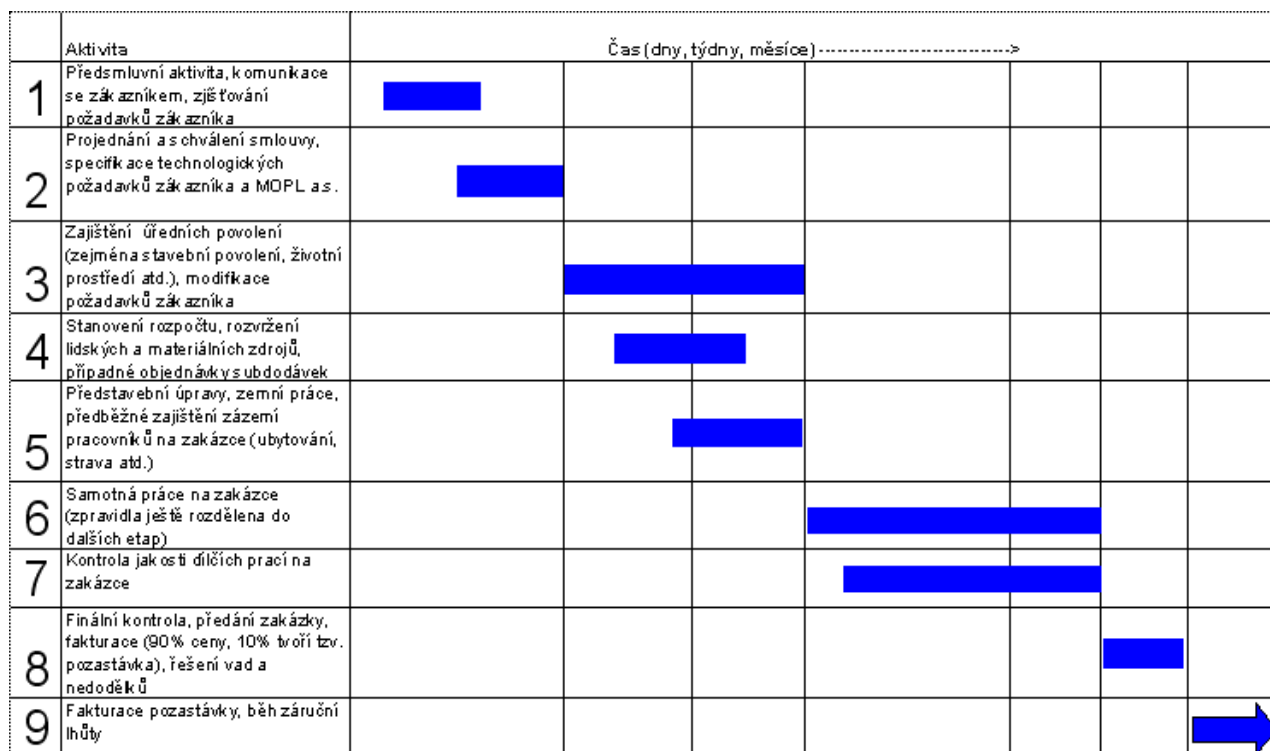 Aktivita
Čas (dny, týdny, měsíce) ------------------------------>
1
Předsmluvní aktivita, komunikace
se zákazníkem, zjišťování
požadavků zákazníka
2
Projednání a schválení smlouvy,
specifikace technologických
požadavků zákazníka a MOPL a.s.
3
Zajištění úředních povolení
(zejména stavební povolení, životní
prostředí atd.), modifikace
požadavků zákazníka
4
Stanovení rozpočtu, rozvržení
lidských a materiálních zdrojů,
případné objednávky subdodávek
5
Představební úpravy, zemní práce,
předběžné zajištění zázemí
pracovníků na zakázce (ubytování,
strava atd.)
6
Samotná práce na zakázce
(zpravidla ještě rozdělena do
dalších etap)
7
Kontrola jakosti dílčích prací na
zakázce
8
Finální kontrola, předání zakázky,
fakturace (90% ceny, 10% tvoří tzv.
pozastávka), řešení vad a
nedodělků
9
Fakturace pozastávky, běh záruční
lhůty